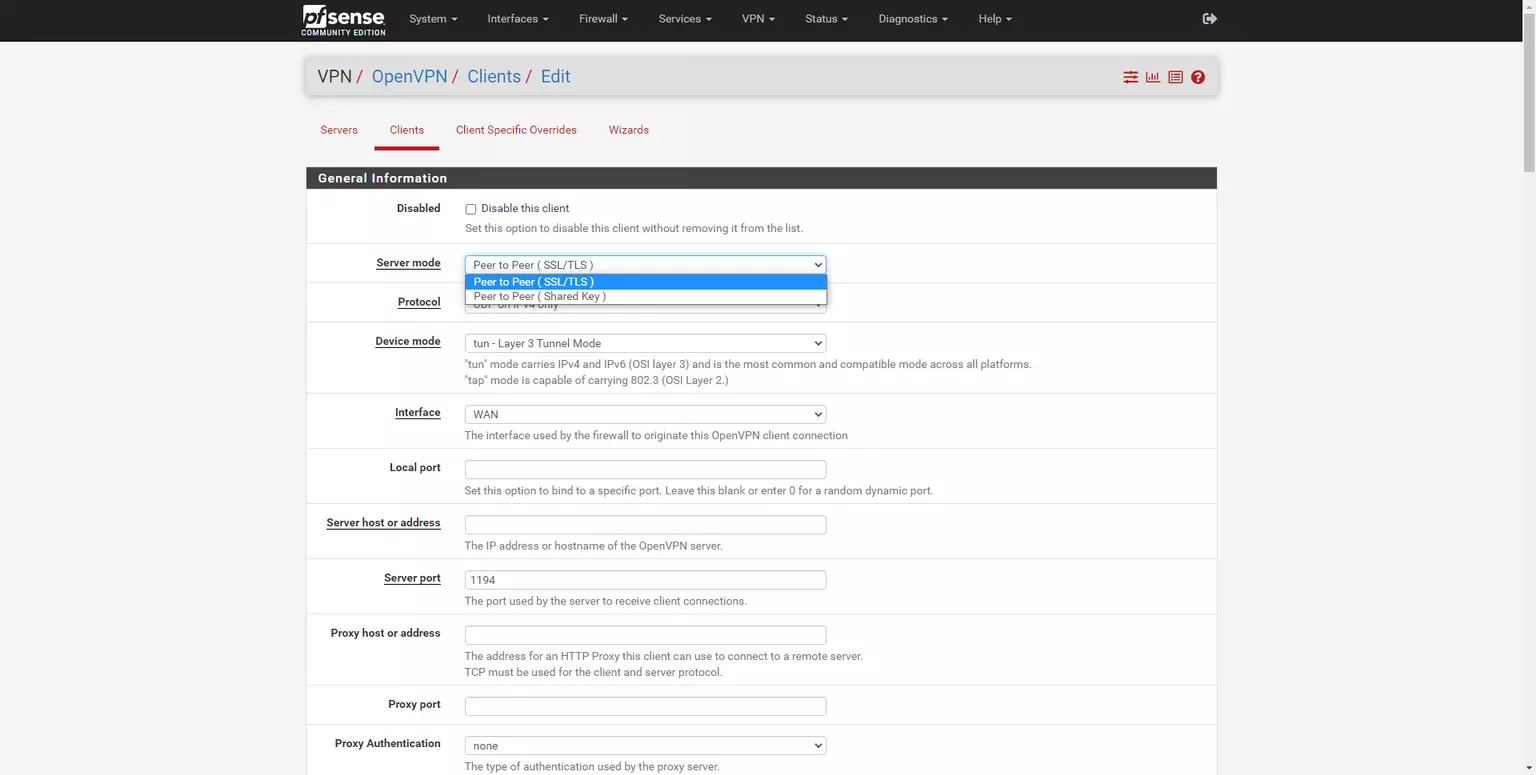 pfsense
COMMUNITY EDITION
System
Interfaces
Firewall
Services
VPN
Status
Diagnostics
Help
VPN / OpenVPN / Clients / Edit
Servers
Clients
Client Specific Overrides
Wizards
General Information
Disabled
Disable this client
Set this option to disable this client without removing it from the list.
Server mode
Peer to Peer ( SSL/TLS )
Peer to Peer ( SSL/TLS )
Peer to Peer ( Shared Key )
Protocol
UDP on IPv4 only
Device mode
tun - Layer 3 Tunnel Mode
"tun" mode carries IPv4 and IPv6 (OSI layer 3) and is the most common and compatible mode across all platforms.
"tap" mode is capable of carrying 802.3 (OSI Layer 2.)
Interface
WAN
The interface used by the firewall to originate this OpenVPN client connection
Local port
Set this option to bind to a specific port. Leave this blank or enter 0 for a random dynamic port.
Server host or address
The IP address or hostname of the OpenVPN server.
Server port
1194
The port used by the server to receive client connections.
Proxy host or address
The address for an HTTP Proxy this client can use to connect to a remote server.
TCP must be used for the client and server protocol.
Proxy port
Proxy Authentication
none
The type of authentication used by the proxy server.